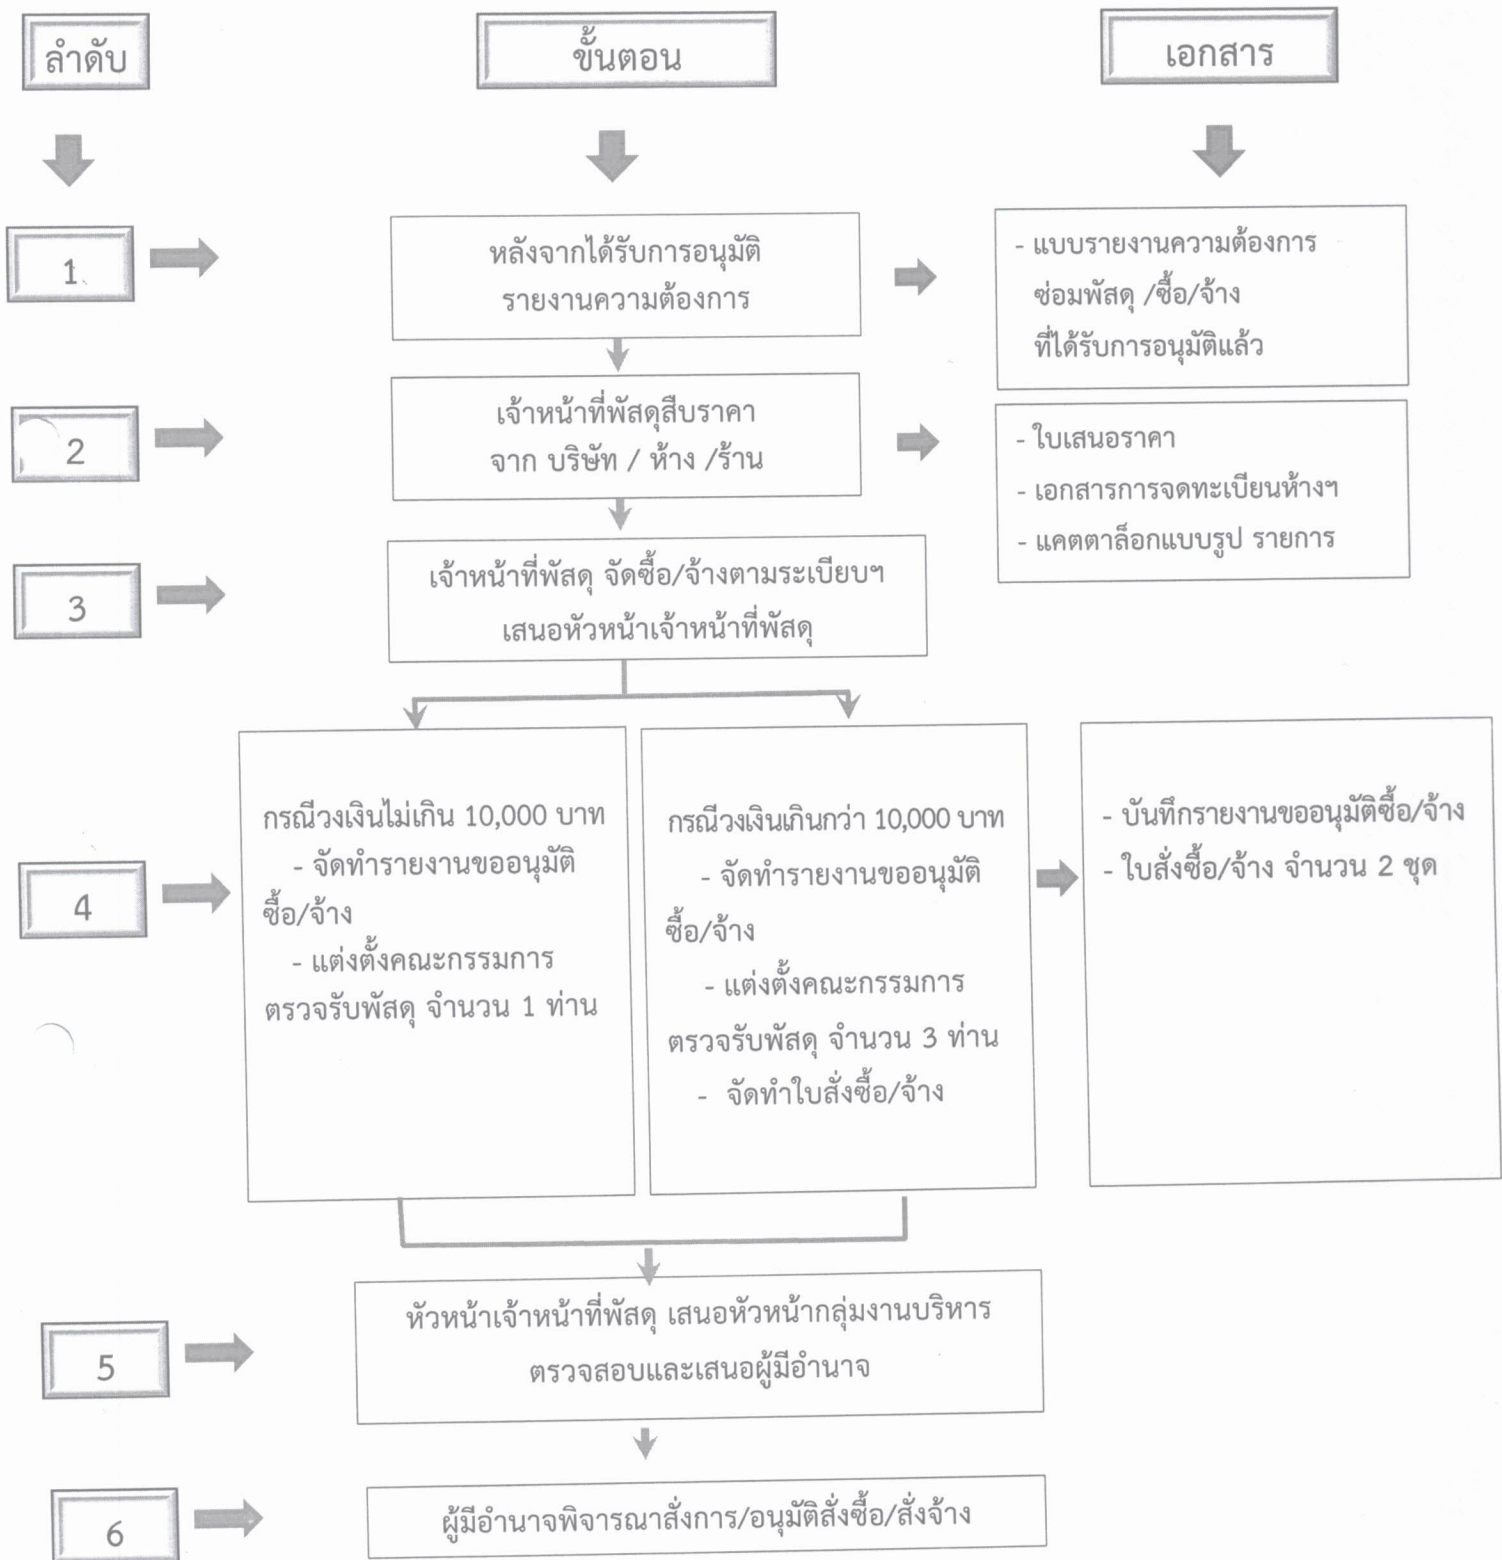 ลำดับ
ขั้นตอน
เอกสาร
1
หลังจากได้รับการอนุมัติ
รายงานความต้องการ
- แบบรายงานความต้องการ
ซ่อมพัสดุ /ซื้อ/จ้าง
ที่ได้รับการอนุมัติแล้ว
2
เจ้าหน้าที่พัสดุสืบราคา
จาก บริษัท / ห้าง /ร้าน
- ใบเสนอราคา
- เอกสารการจดทะเบียนห้างฯ
- แคตตาล็อกแบบรูป รายการ
3
เจ้าหน้าที่พัสดุ จัดซื้อ/จ้างตามระเบียบฯ
เสนอหัวหน้าเจ้าหน้าที่พัสดุ
4
กรณีวงเงินไม่เกิน 10,000 บาท
- จัดทำรายงานขออนุมัติ
ซื้อ/จ้าง
- แต่งตั้งคณะกรรมการ
ตรวจรับพัสดุ จำนวน 1 ท่าน
กรณีวงเงินเกินกว่า 10,000 บาท
- จัดทำรายงานขออนุมัติ
ซื้อ/จ้าง
- แต่งตั้งคณะกรรมการ
ตรวจรับพัสดุ จำนวน 3 ท่าน
- จัดทำใบสั่งซื้อ/จ้าง
- บันทึกรายงานขออนุมัติซื้อ/จ้าง
- ใบสั่งซื้อ/จ้าง จำนวน 2 ชุด
5
หัวหน้าเจ้าหน้าที่พัสดุ เสนอหัวหน้ากลุ่มงานบริหาร
ตรวจสอบและเสนอผู้มีอำนาจ
6
ผู้มีอำนาจพิจารณาสั่งการ/อนุมัติสั่งซื้อ/สั่งจ้าง